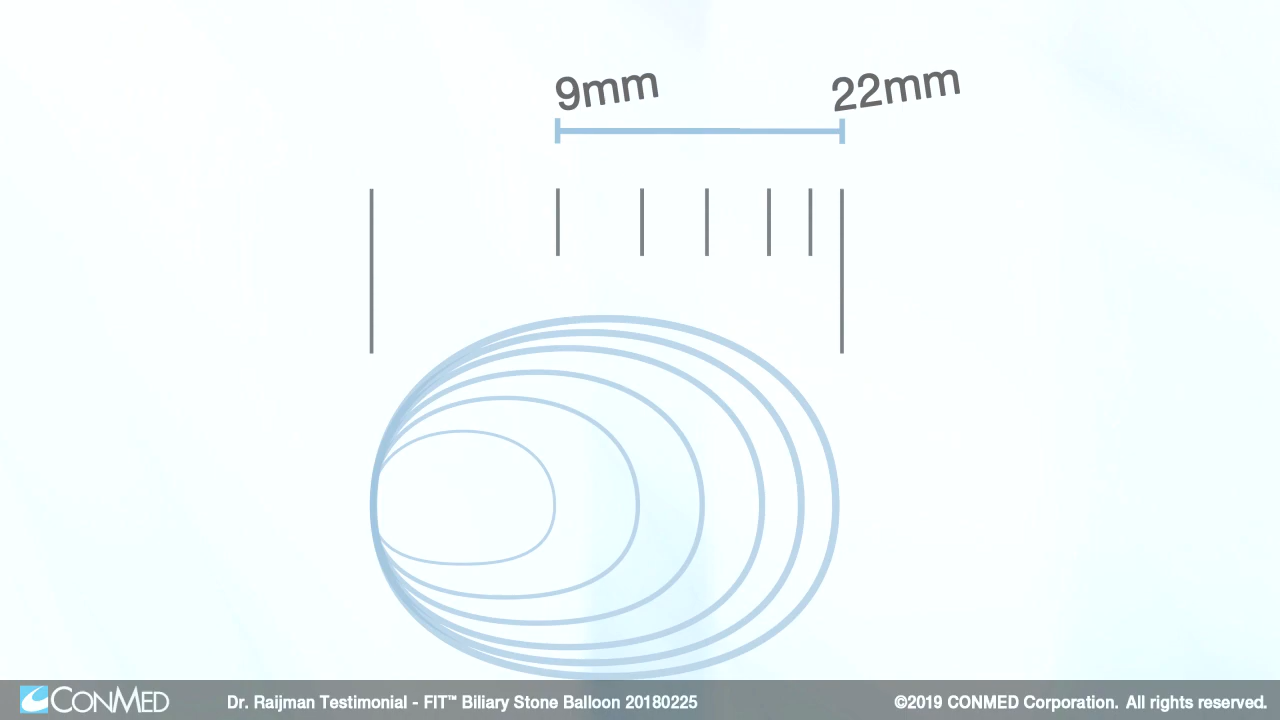 9mm 22mm
CONMED Dr. Raijman Testimonial - FIT™ Biliary Stone Balloon 20180225 ©2019 CONMED Corporation. All rights reserved.